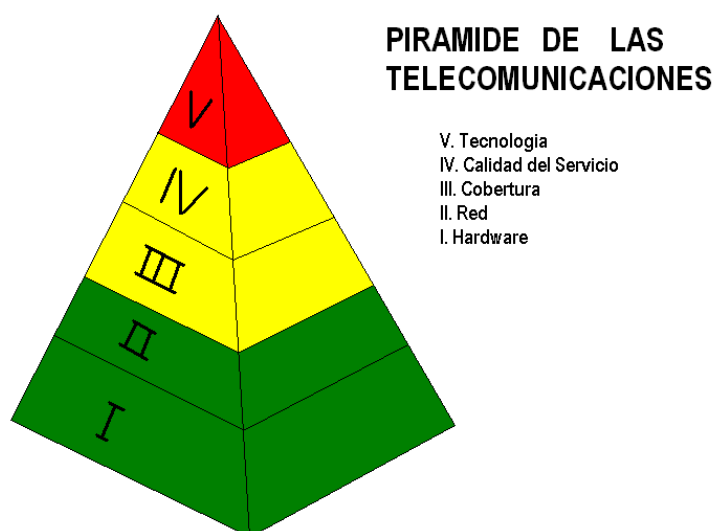 PIRAMIDE DE LAS
TELECOMUNICACIONES
V. Tecnologia
IV. Calidad del Servicio
III. Cobertura
II. Red
I. Hardware
V
IV
III
II
I